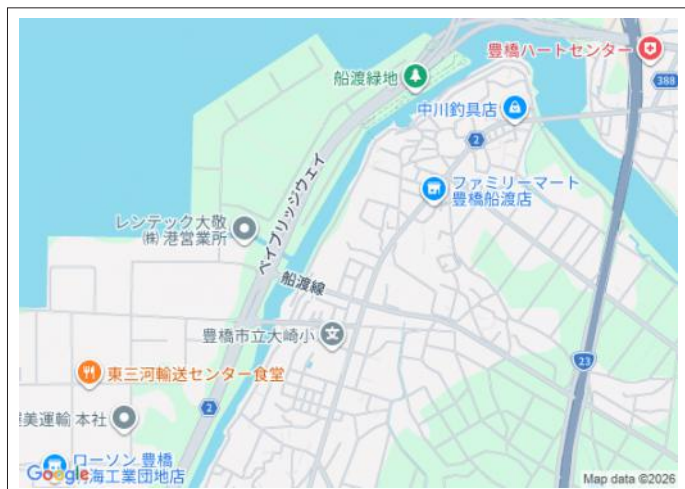 豊橋ハートセンター
388
船渡緑地
中川釣具店
2
ファミリーマート
豊橋船渡店
ベイブリッジウェイ
レンテック大敬
㈱ 港営業所
船渡線
豊橋市立大崎小
文
23
東三河輸送センター食堂
2
美運輸 本社
ローソン 豊橋
海工業団地店
Google
Map data ©2026